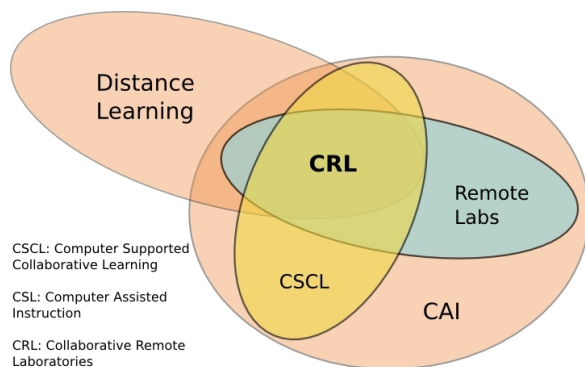 Distance
Learning
CRL
Remote
Labs
CSCL
CAI
CSCL: Computer Supported
Collaborative Learning
CSL: Computer Assisted
Instruction
CRL: Collaborative Remote
Laboratories